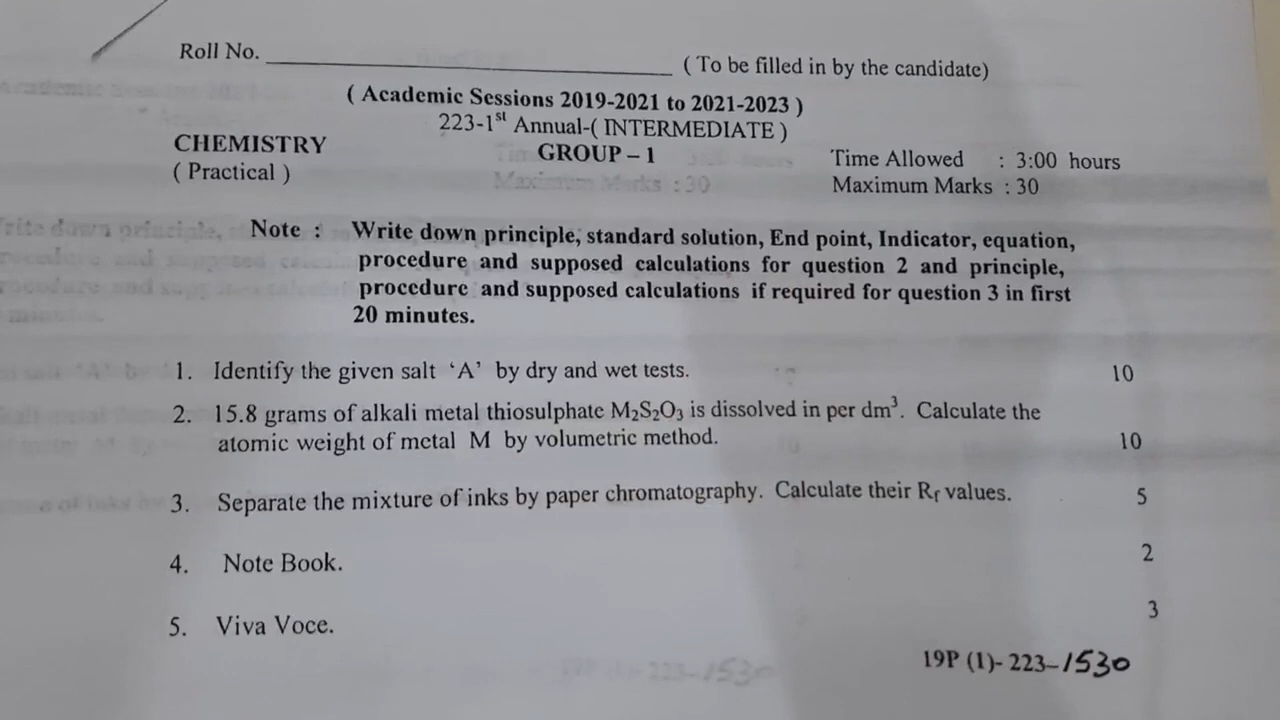 Roll No. ____________________ ( To be filled in by the candidate)
( Academic Sessions 2019-2021 to 2021-2023 )
223-1st Annual-( INTERMEDIATE )
CHEMISTRY GROUP – 1 Time Allowed : 3:00 hours
( Practical ) Maximum Marks : 30
Note : Write down principle, standard solution, End point, Indicator, equation,
procedure and supposed calculations for question 2 and principle,
procedure and supposed calculations if required for question 3 in first
20 minutes.
1. Identify the given salt ‘A’ by dry and wet tests. 10
2. 15.8 grams of alkali metal thiosulphate M₂S₂O₃ is dissolved in per dm³. Calculate the
atomic weight of metal M by volumetric method. 10
3. Separate the mixture of inks by paper chromatography. Calculate their Rf values. 5
4. Note Book. 2
5. Viva Voce. 3
19P (1)- 223–1530